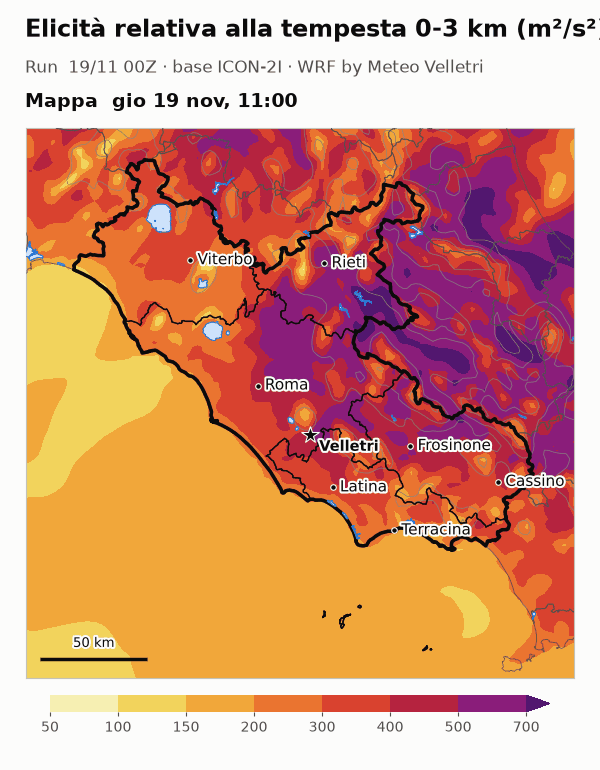 Elicità relativa alla tempesta 0-3 km (m²/s²)
Run 19/11 00Z · base ICON-2I · WRF by Meteo Velletri
Mappa gio 19 nov, 11:00
Viterbo
Rieti
Roma
Velletri
Frosinone
Latina
Cassino
Terracina
50 km
50 100 150 200 300 400 500 700